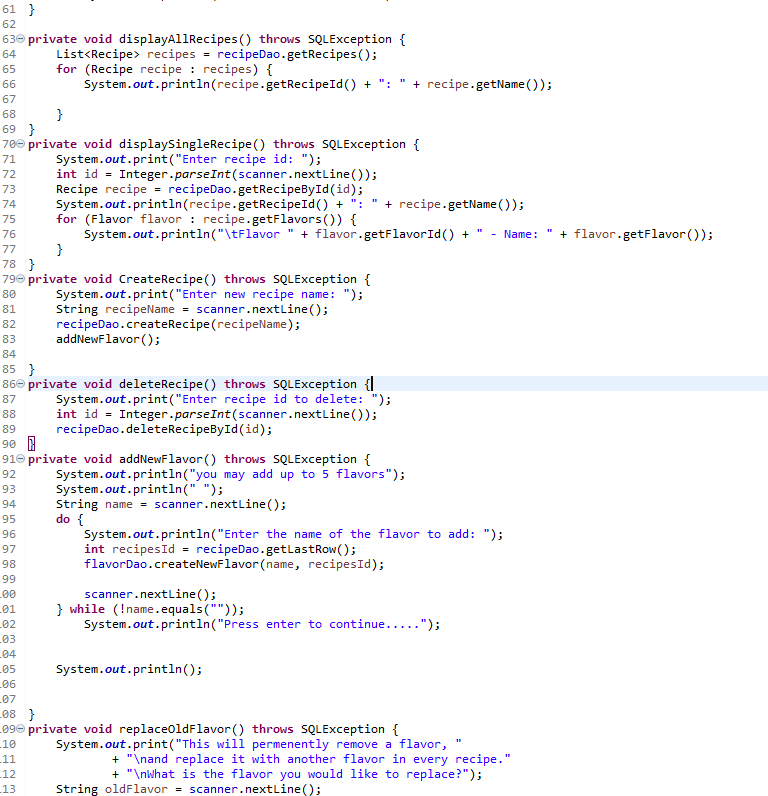 61 }
62
63 private void displayAllRecipes() throws SQLException {
64     List<Recipe> recipes = recipeDao.getRecipes();
65     for (Recipe recipe : recipes) {
66         System.out.println(recipe.getRecipeId() + ": " + recipe.getName());
67
68     }
69 }
70 private void displaySingleRecipe() throws SQLException {
71     System.out.print("Enter recipe id: ");
72     int id = Integer.parseInt(scanner.nextLine());
73     Recipe recipe = recipeDao.getRecipeById(id);
74     System.out.println(recipe.getRecipeId() + ": " + recipe.getName());
75     for (Flavor flavor : recipe.getFlavors()) {
76         System.out.println("\tFlavor " + flavor.getFlavorId() + " - Name: " + flavor.getFlavor());
77     }
78 }
79 private void CreateRecipe() throws SQLException {
80     System.out.print("Enter new recipe name: ");
81     String recipeName = scanner.nextLine();
82     recipeDao.createRecipe(recipeName);
83     addNewFlavor();
84
85 }
86 private void deleteRecipe() throws SQLException {
87     System.out.print("Enter recipe id to delete: ");
88     int id = Integer.parseInt(scanner.nextLine());
89     recipeDao.deleteRecipeById(id);
90 }
91 private void addNewFlavor() throws SQLException {
92     System.out.println("you may add up to 5 flavors");
93     System.out.println(" ");
94     String name = scanner.nextLine();
95     do {
96         System.out.println("Enter the name of the flavor to add: ");
97         int recipesId = recipeDao.getLastRow();
98         flavorDao.createNewFlavor(name, recipesId);
99
.00         scanner.nextLine();
.01     } while (!name.equals(""));
.02         System.out.println("Press enter to continue.....");
.03
.04
.05     System.out.println();
.06
.07
.08 }
.09 private void replaceOldFlavor() throws SQLException {
.10     System.out.print("This will permenently remove a flavor, "
.11             + "\nand replace it with another flavor in every recipe."
.12             + "\nWhat is the flavor you would like to replace?");
.13     String oldFlavor = scanner.nextLine();